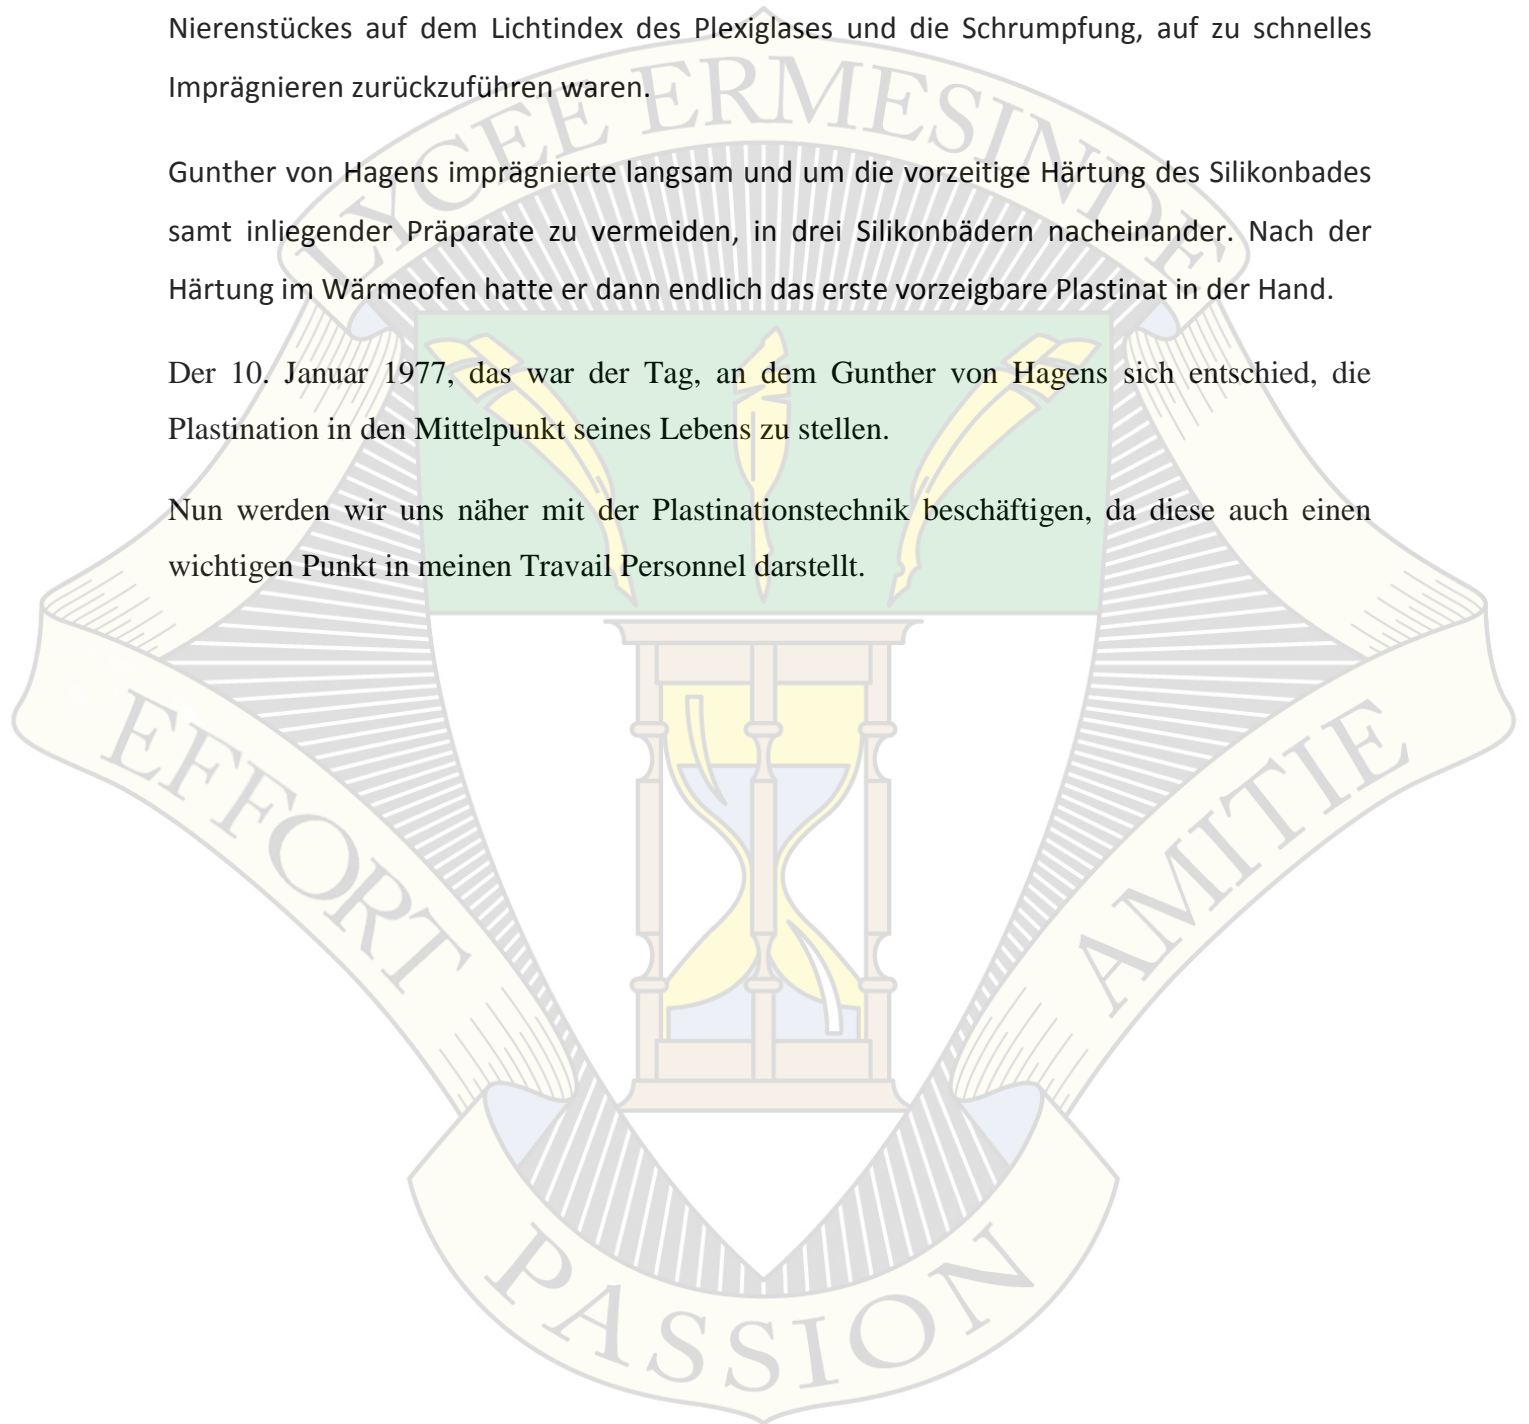 Nierenstückes auf dem Lichtindex des Plexiglases und die Schrumpfung, auf zu schnelles
Imprägnieren zurückzuführen waren.
Gunther von Hagens imprägnierte langsam und um die vorzeitige Härtung des Silikonbades
samt inliegender Präparate zu vermeiden, in drei Silikonbädern nacheinander. Nach der
Härtung im Wärmeofen hatte er dann endlich das erste vorzeigbare Plastinat in der Hand.
Der 10. Januar 1977, das war der Tag, an dem Gunther von Hagens sich entschied, die
Plastination in den Mittelpunkt seines Lebens zu stellen.
Nun werden wir uns näher mit der Plastinationstechnik beschäftigen, da diese auch einen
wichtigen Punkt in meinen Travail Personnel darstellt.
LYCEE ERMESINDE
EFFORT
AMITIE
PASSION